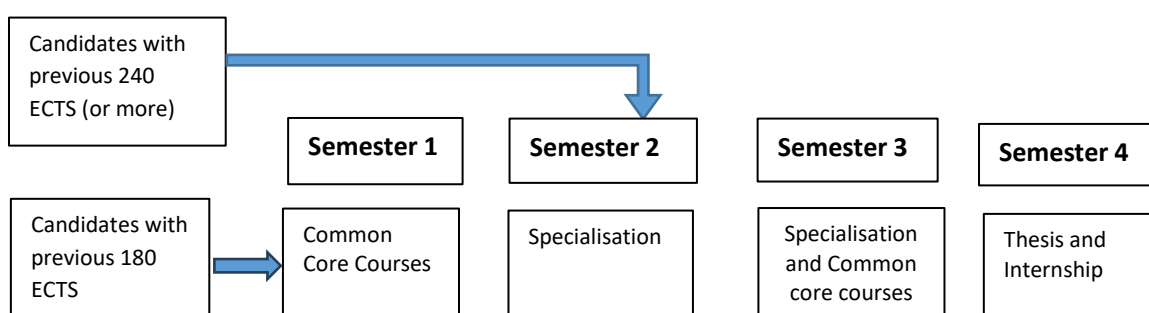 Candidates with
previous 240
ECTS (or more)
Semester 1
Semester 2
Semester 3
Semester 4
Candidates with
previous 180
ECTS
Common
Core Courses
Specialisation
Specialisation
and Common
core courses
Thesis and
Internship